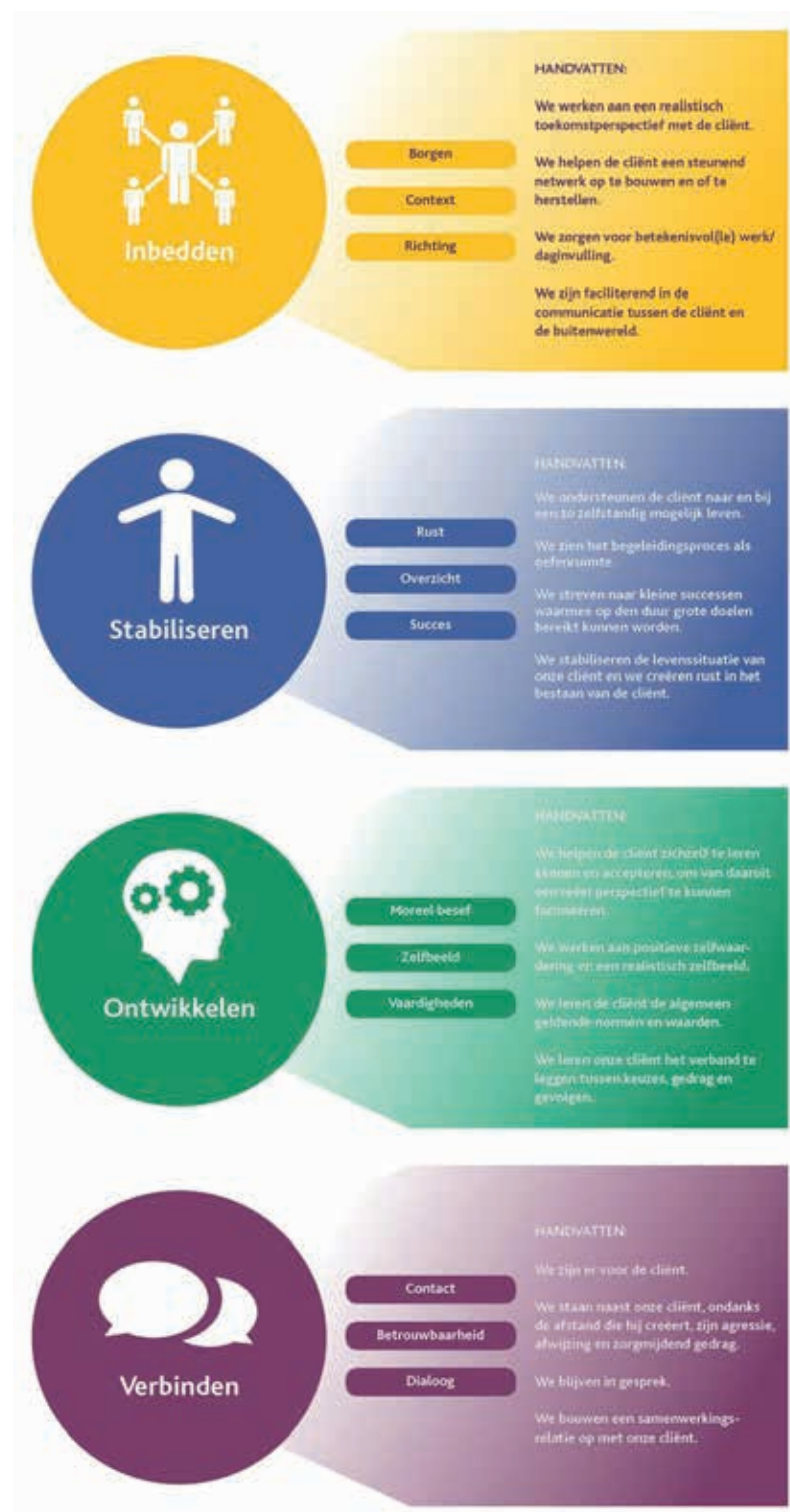 Inbedden
Borgen
Context
Richting
HANDVATTEN:
We werken aan een realistisch
toekomstperspectief met de cliënt.
We helpen de cliënt een steunend
netwerk op te bouwen en of te
herstellen.
We zorgen voor betekenisvol(le) werk/
daginvulling.
We zijn faciliterend in de
communicatie tussen de cliënt en
de buitenwereld.
Stabiliseren
Rust
Overzicht
Succes
HANDVATTEN:
We ondersteunen de cliënt naar en bij
een zo zelfstandig mogelijk leven.
We zien het begeleidingsproces als
oefenruimte.
We streven naar kleine successen
waarmee op den duur grote doelen
bereikt kunnen worden.
We stabiliseren de levenssituatie van
onze cliënt en we creëren rust in het
bestaan van de cliënt.
Ontwikkelen
Moreel besef
Zelfbeeld
Vaardigheden
HANDVATTEN:
We helpen de cliënt zichzelf te leren
kennen en accepteren, om van daaruit
een reëel perspectief te kunnen
formuleren.
We werken aan positieve zelfwaar-
dering en een realistisch zelfbeeld.
We leren de cliënt de algemeen
geldende normen en waarden.
We leren onze cliënt het verband te
leggen tussen keuzes, gedrag en
gevolgen.
Verbinden
Contact
Betrouwbaarheid
Dialoog
HANDVATTEN:
We zijn er voor de cliënt.
We staan naast onze cliënt, ondanks
de afstand die hij creëert, zijn agressie,
afwijzing en zorgmijdend gedrag.
We blijven in gesprek.
We bouwen een samenwerkings-
relatie op met onze cliënt.